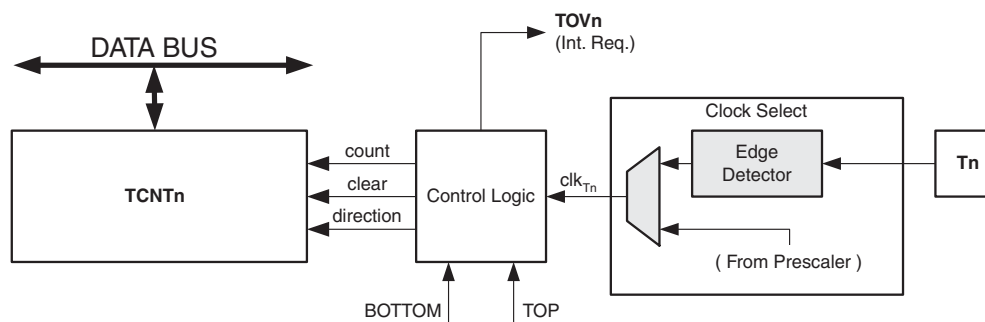 TOVn
(Int. Req.)
DATA BUS
Clock Select
count
clear
direction
TCNTn
Control Logic
clkTn
Edge
Detector
Tn
( From Prescaler )
BOTTOM
TOP